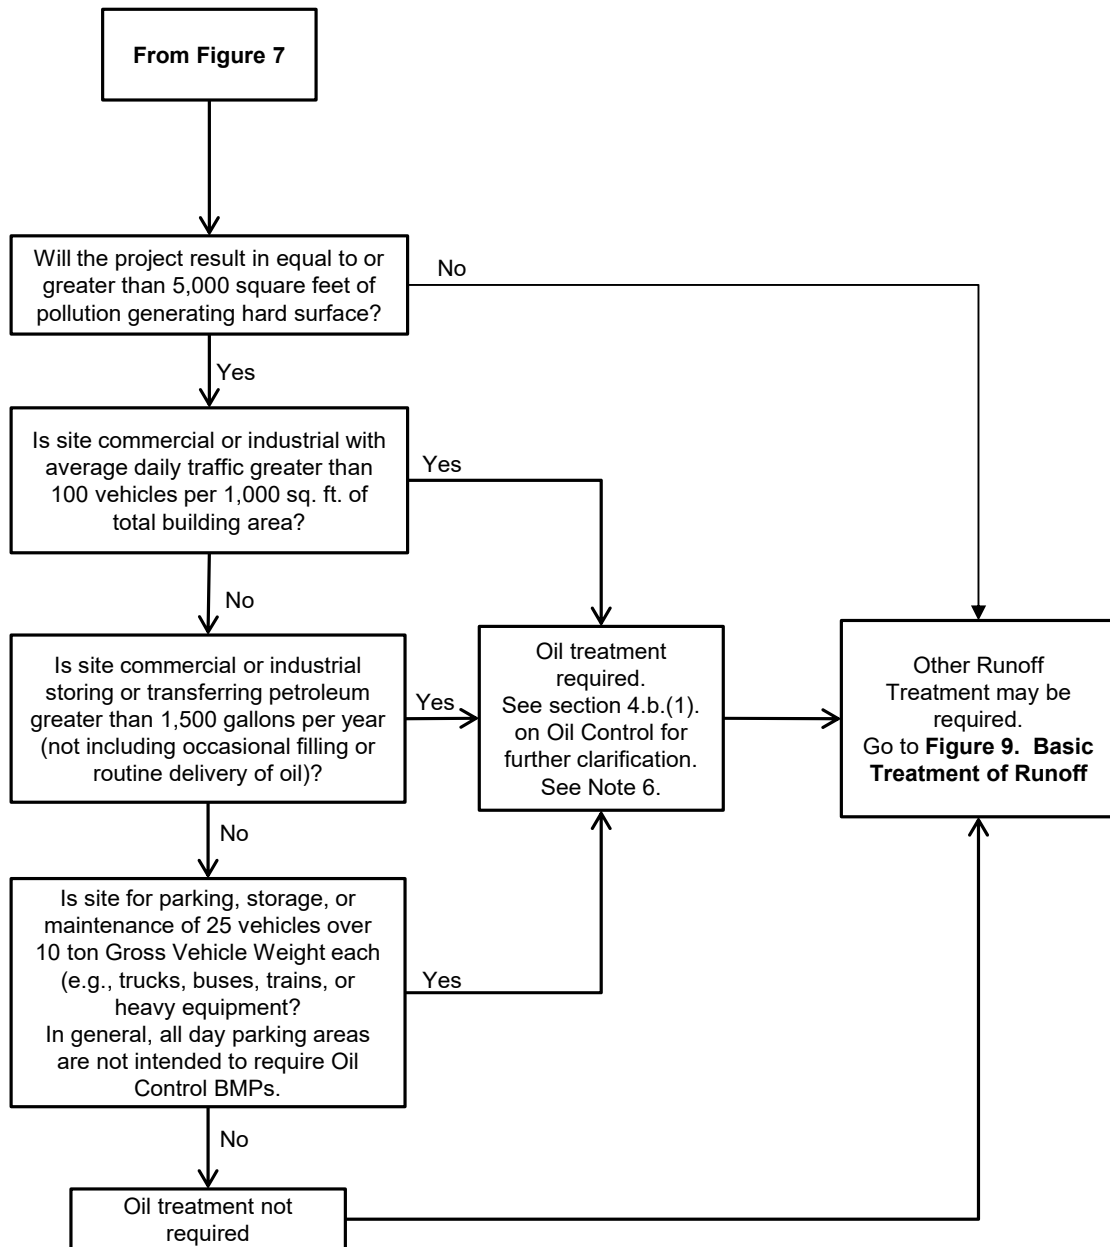 From Figure 7
Will the project result in equal to or
greater than 5,000 square feet of
pollution generating hard surface?
No
Yes
Is site commercial or industrial with
average daily traffic greater than
100 vehicles per 1,000 sq. ft. of
total building area?
Yes
No
Is site commercial or industrial
storing or transferring petroleum
greater than 1,500 gallons per year
(not including occasional filling or
routine delivery of oil)?
Yes
Oil treatment
required.
See section 4.b.(1).
on Oil Control for
further clarification.
See Note 6.
Other Runoff
Treatment may be
required.
Go to Figure 9.  Basic
Treatment of Runoff
No
Is site for parking, storage, or
maintenance of 25 vehicles over
10 ton Gross Vehicle Weight each
(e.g., trucks, buses, trains, or
heavy equipment?
In general, all day parking areas
are not intended to require Oil
Control BMPs.
Yes
No
Oil treatment not
required